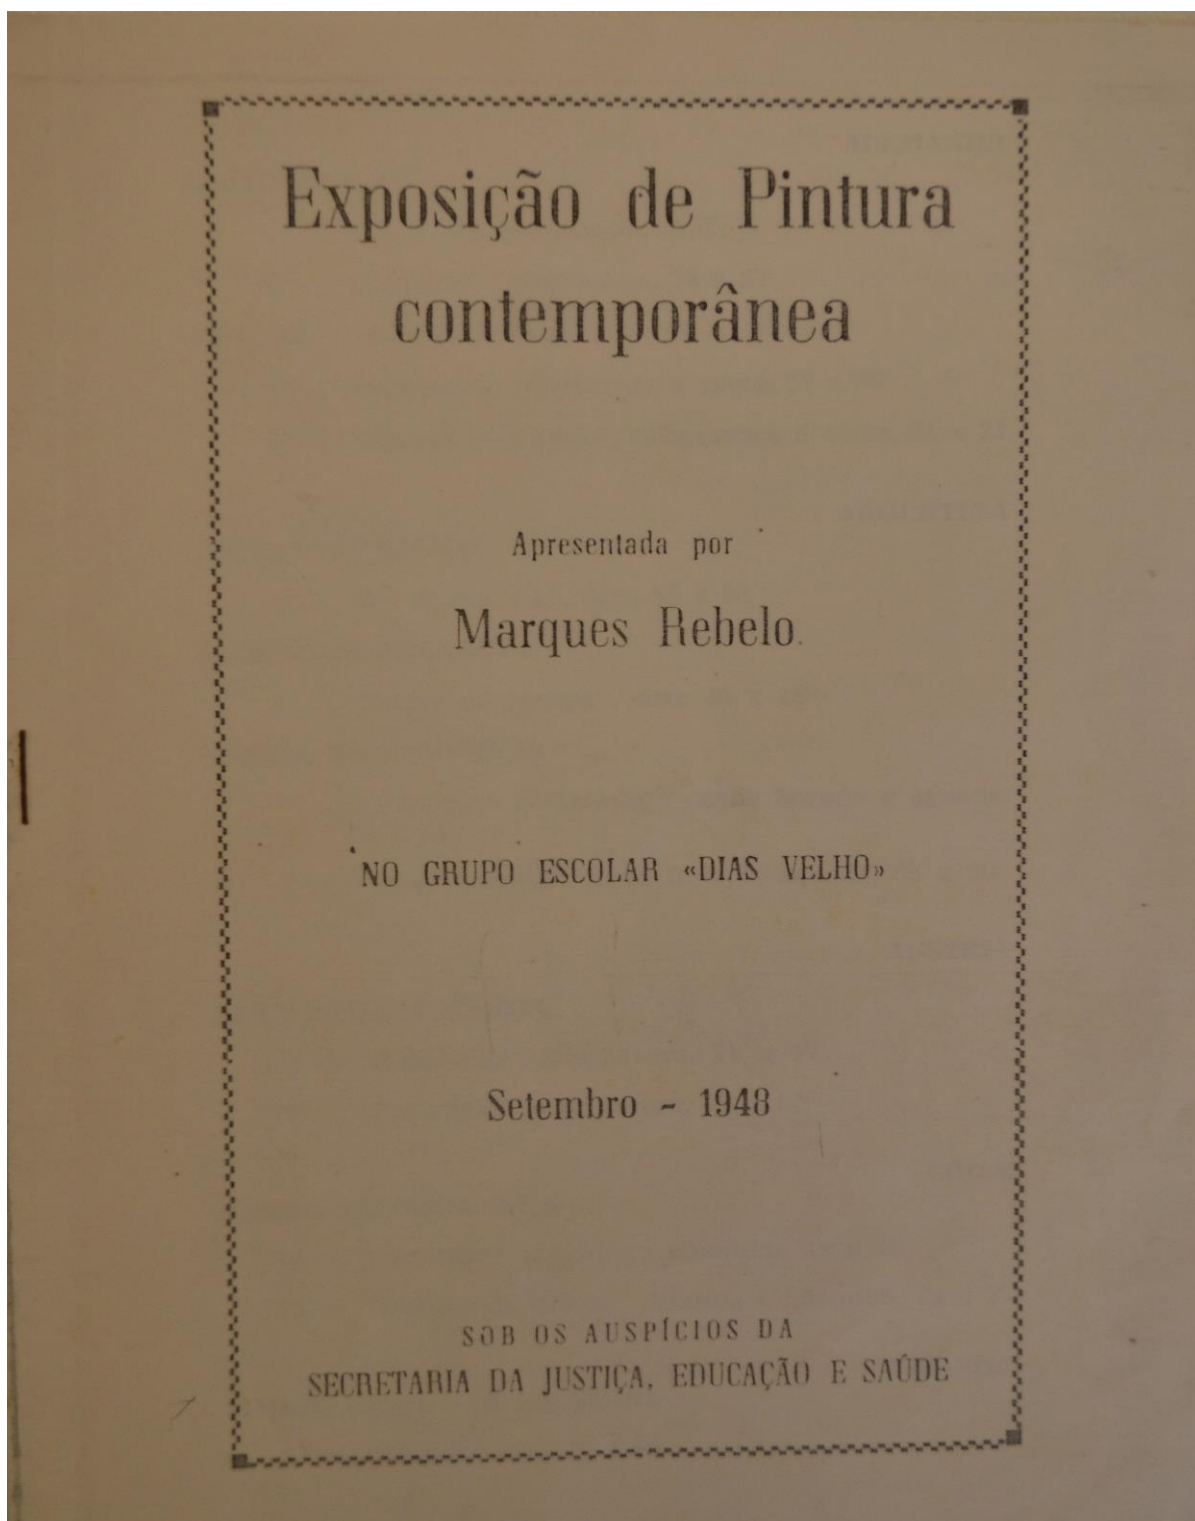 Exposição de Pintura
contemporânea
Apresentada por
Marques Rebelo.
NO GRUPO ESCOLAR «DIAS VELHO»
Setembro - 1948
SOB OS AUSPÍCIOS DA
SECRETARIA DA JUSTIÇA, EDUCAÇÃO E SAÚDE